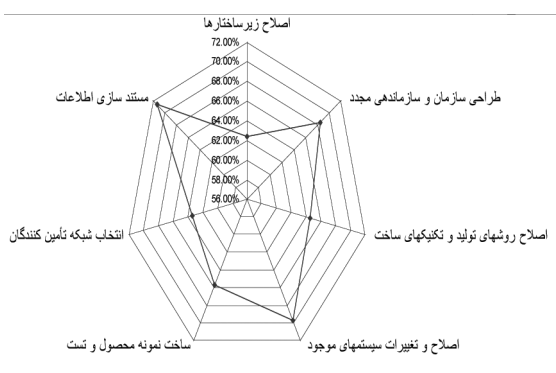 اصلاح زیرساختارها
72.00%
70.00%
68.00%
66.00%
64.00%
62.00%
60.00%
58.00%
56.00%
طراحی سازمان و سازماندهی مجدد
اصلاح روشهای تولید و تکنیکهای ساخت
اصلاح و تغییرات سیستمهای موجود
ساخت نمونه محصول و تست
انتخاب شبکه تأمین کنندگان
مستند سازی اطلاعات